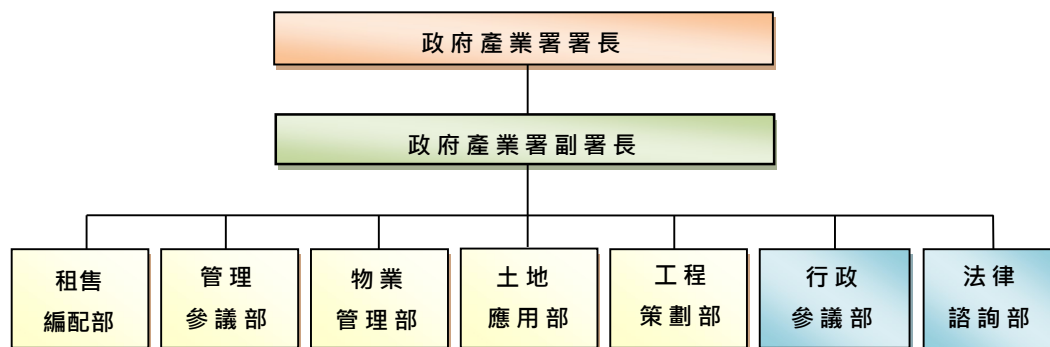 政府產業署署長
政府產業署副署長
租售
編配部
管理
參議部
物業
管理部
土地
應用部
工程
策劃部
行政
參議部
法律
諮詢部